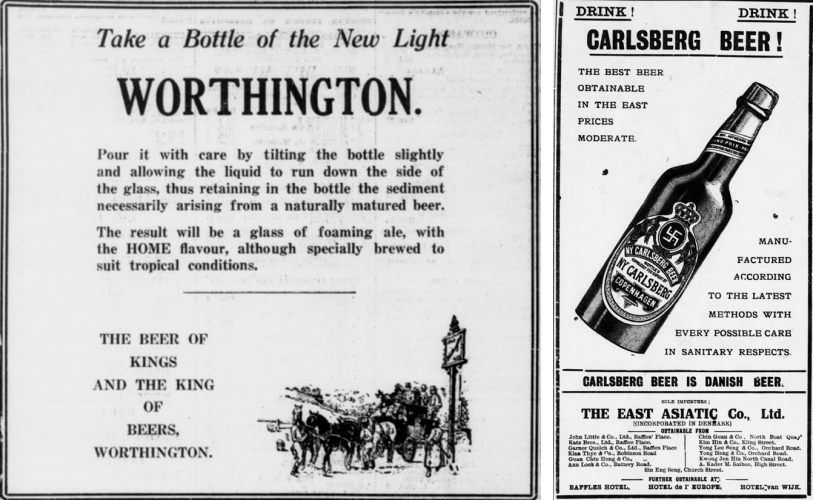 Take a Bottle of the New Light
WORTHINGTON.
Pour it with care by tilting the bottle slightly
and allowing the liquid to run down the side of
the glass, thus retaining in the bottle the sediment
necessarily arising from a naturally matured beer.
The result will be a glass of foaming ale, with
the HOME flavour, although specially brewed to
suit tropical conditions.
THE BEER OF
KINGS
AND THE KING
OF
BEERS,
WORTHINGTON.
DRINK! DRINK!
CARLSBERG BEER!
THE BEST BEER
OBTAINABLE
IN THE EAST
PRICES
MODERATE.
NY CARLSBERG BEER
NY CARLSBERG
COPENHAGEN
MANU-
FACTURED
ACCORDING
TO THE LATEST
METHODS WITH
EVERY POSSIBLE CARE
IN SANITARY RESPECTS.
CARLSBERG BEER IS DANISH BEER.
SOLE IMPORTERS;
THE EAST ASIATIC Co., Ltd.
(INCORPORATED IN DENMARK)
OBTAINABLE FROM
John Little & Co., Ltd., Raffles' Place.
Katz Bros., Ltd., Raffles Place.
Garner Quelch & Co., Raffles Place
Kian Thye & Co., Robinson Road
Guan Chin Heng & Co., "
Ann Lock & Co., Battery Road.
Chin Guan & Co., North Boat Quay
Kim Hin & Co., Kling Street.
Yong Lee Seng & Co., Orchard Road.
Yong Heng & Co., Orchard Road.
Kwong Jen Hin North Canal Road.
A. Kader M. Saiboo, High Street.
Sin Eng Seng, Church Street.
FURTHER OBTAINABLE AT;
RAFFLES HOTEL, HOTEL de l' EUROPE. HOTEL van WIJK.